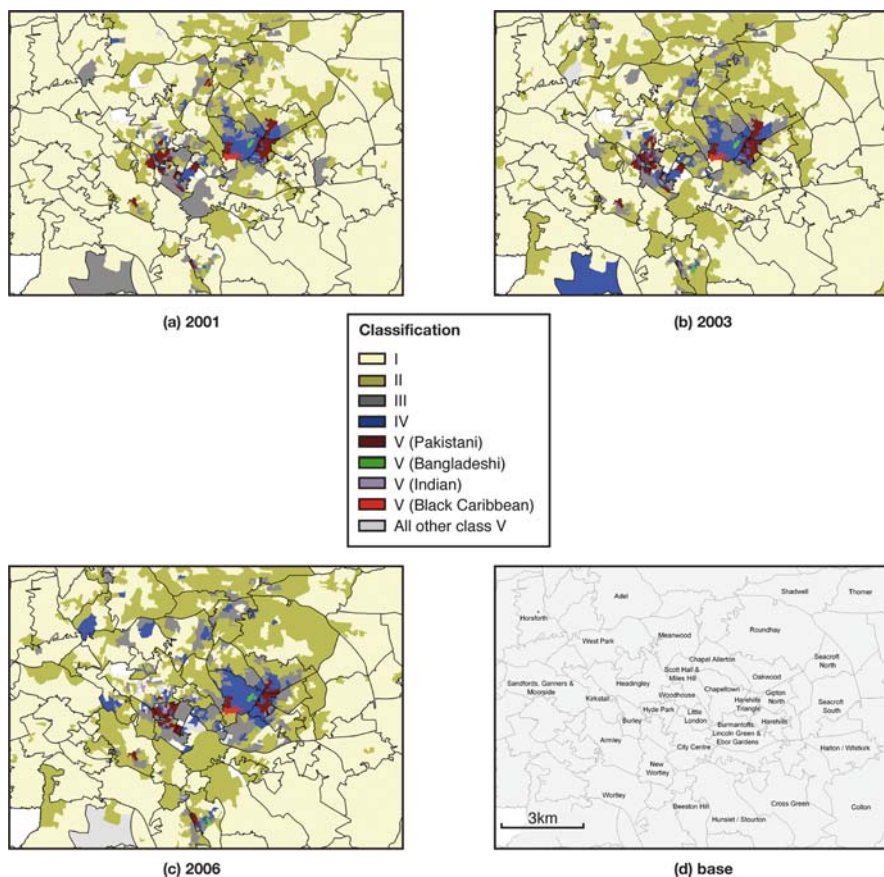 (a) 2001
(b) 2003
Classification
I
II
III
IV
V (Pakistani)
V (Bangladeshi)
V (Indian)
V (Black Caribbean)
All other class V
Adel
Shadwell
Thorner
Horsforth
West Park
Meanwood
Roundhay
Chapel Allerton
Seacroft
North
Scott Hall &
Miles Hill
Oakwood
Sandfords, Ganners &
Moorside
Headingley
Kirkstall
Woodhouse
Chapeltown
Harehills
Triangle
Gipton
North
Seacroft
South
Hyde Park
Little
London
Burley
Harehills
Burmantofts,
Lincoln Green &
Ebor Gardens
Armley
City Centre
Halton / Whitkirk
New
Wortley
Wortley
Beeston Hill
Cross Green
Colton
Hunslet / Stourton
3km
(c) 2006
(d) base